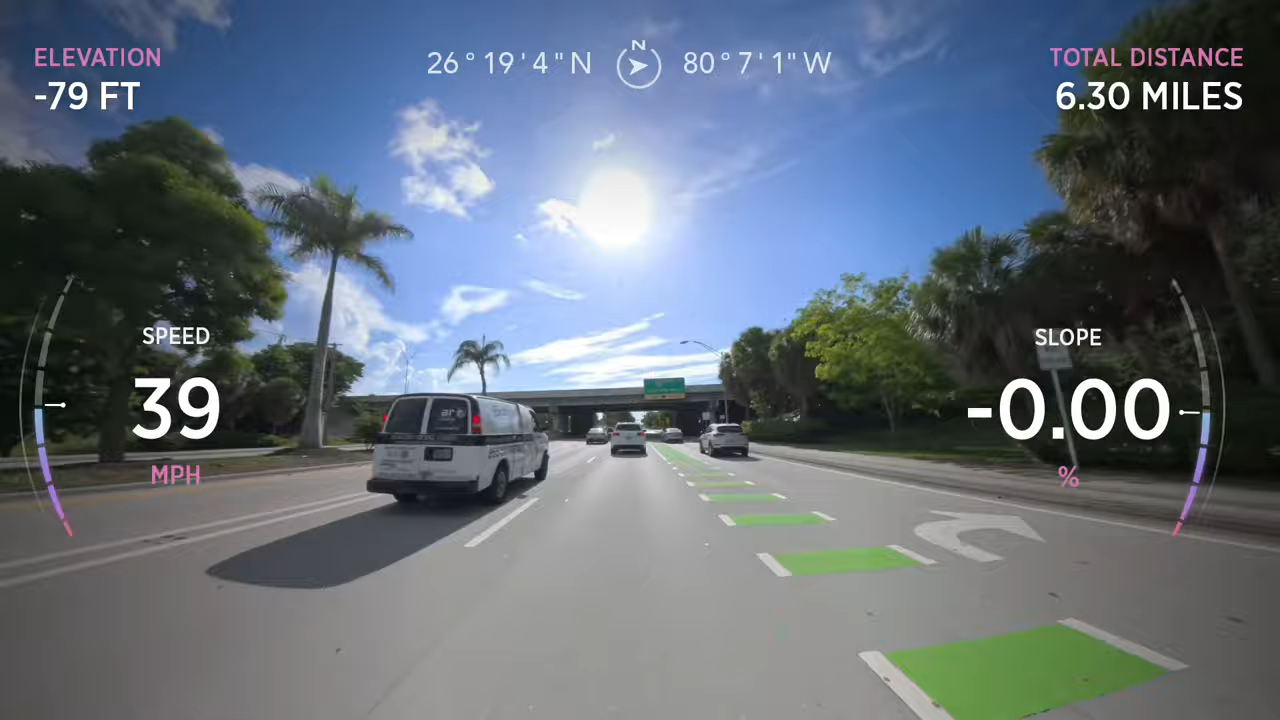 ELEVATION
-79 FT
26°19'4"N
N
80°7'1"W
TOTAL DISTANCE
6.30 MILES
SPEED
39
MPH
SLOPE
-0.00
%